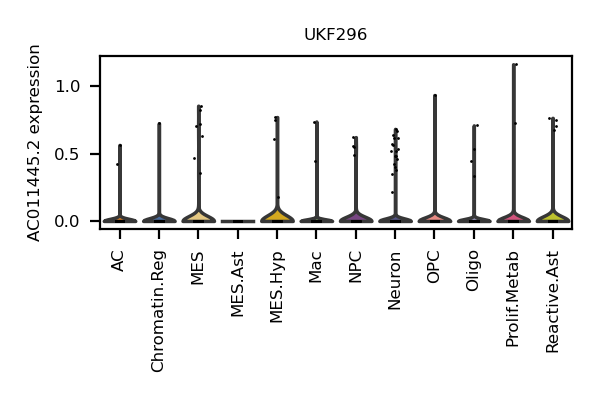 UKF296
AC011445.2 expression
1.0
0.5
0.0
AC
Chromatin.Reg
MES
MES.Ast
MES.Hyp
Mac
NPC
Neuron
OPC
Oligo
Prolif.Metab
Reactive.Ast